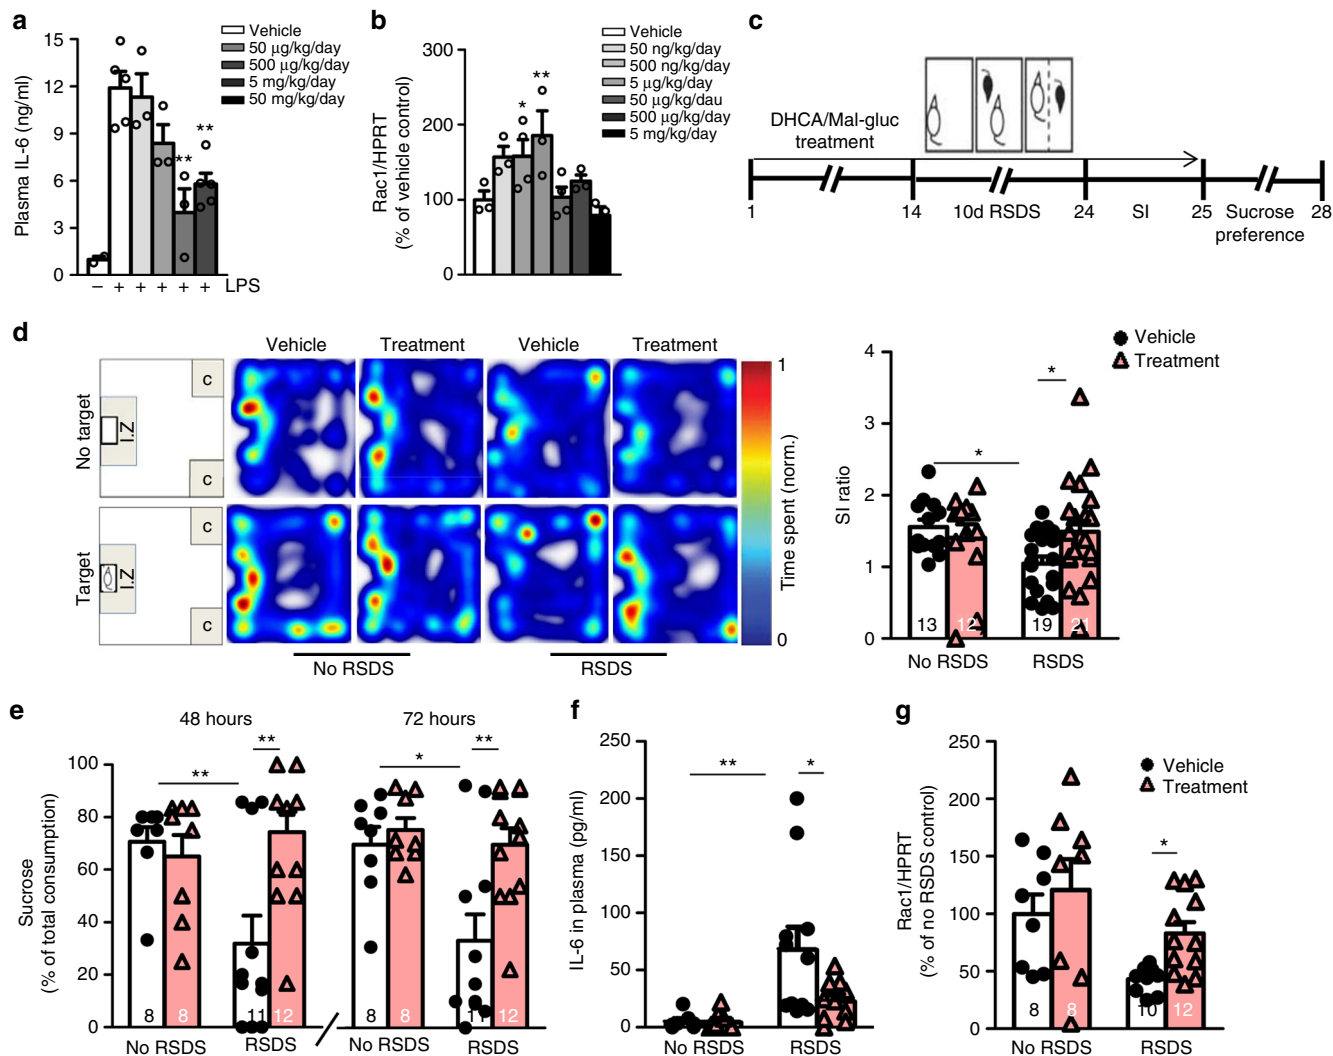 a
Plasma IL-6 (ng/ml)
15
12
9
6
3
0
**
**
– + + + + + LPS
Vehicle
50 µg/kg/day
500 µg/kg/day
5 mg/kg/day
50 mg/kg/day
b
Rac1/HPRT
(% of vehicle control)
300
200
100
0
*
**
Vehicle
50 ng/kg/day
500 ng/kg/day
5 µg/kg/day
50 µg/kg/dau
500 µg/kg/day
5 mg/kg/day
c
DHCA/Mal-gluc
treatment
1 14 10d RSDS 24 SI 25 Sucrose 28
preference
d
Vehicle Treatment Vehicle Treatment
No target
I.Z
c
c
Target
I.Z
c
c
No RSDS RSDS
1
Time spent (norm.)
0
SI ratio
4
3
2
1
0
*
*
Vehicle
Treatment
13 12 19 21
No RSDS RSDS
e
48 hours 72 hours
Sucrose
(% of total consumption)
100
80
60
40
20
0
** ** * **
8 8 11 12 8 8 11 12
No RSDS RSDS No RSDS RSDS
f
IL-6 in plasma (pg/ml)
250
200
150
100
50
0
** *
No RSDS RSDS
g
Rac1/HPRT
(% of no RSDS control)
250
200
150
100
50
0
*
Vehicle
Treatment
8 8 10 12
No RSDS RSDS